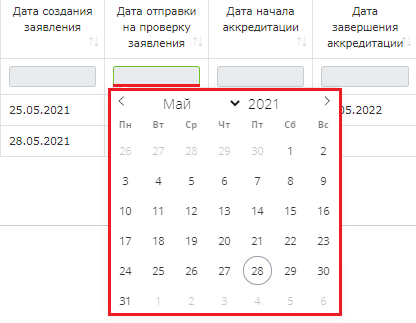 Дата создания заявления
Дата отправки на проверку заявления
Дата начала аккредитации
Дата завершения аккредитации
25.05.2021
05.2022
28.05.2021
Май 2021
Пн Вт Ср Чт Пт Сб Вс
26 27 28 29 30 1 2
3 4 5 6 7 8 9
10 11 12 13 14 15 16
17 18 19 20 21 22 23
24 25 26 27 28 29 30
31 1 2 3 4 5 6